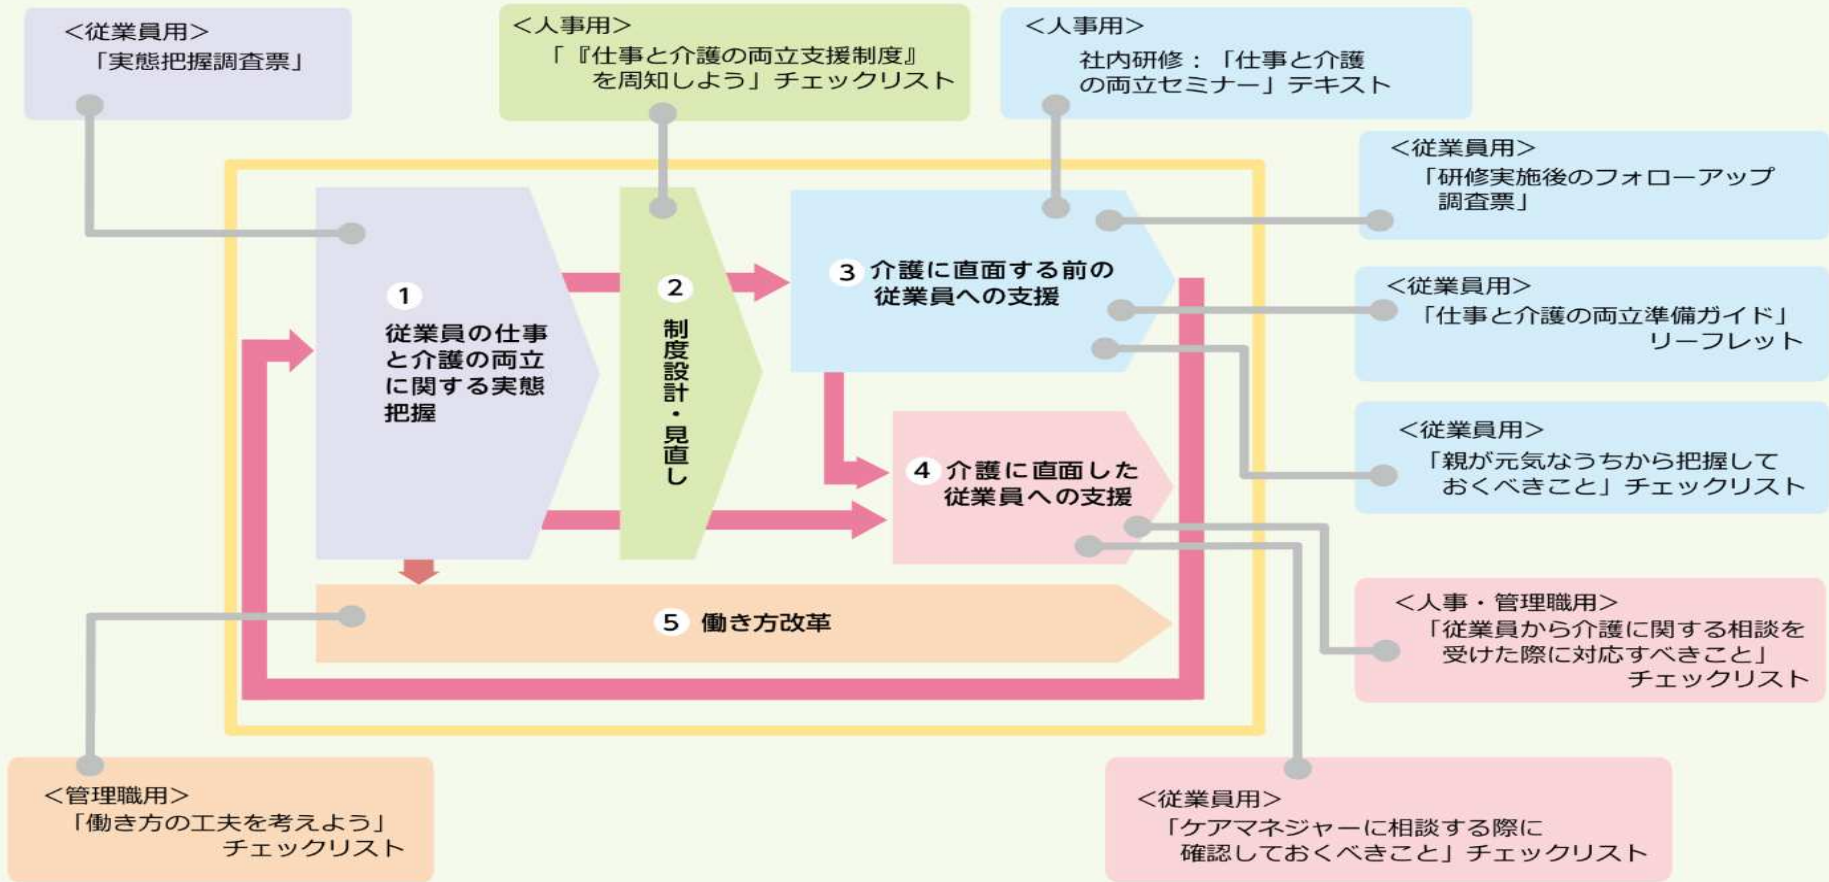 ＜従業員用＞
「実態把握調査票」
＜人事用＞
「『仕事と介護の両立支援制度』
を周知しよう」チェックリスト
＜人事用＞
社内研修：「仕事と介護
の両立セミナー」テキスト
＜従業員用＞
「研修実施後のフォローアップ
調査票」
＜従業員用＞
「仕事と介護の両立準備ガイド」
リーフレット
＜従業員用＞
「親が元気なうちから把握して
おくべきこと」チェックリスト
①
従業員の仕事
と介護の両立
に関する実態
把握
②
制度設計・見直し
③ 介護に直面する前の
従業員への支援
④ 介護に直面した
従業員への支援
⑤ 働き方改革
＜人事・管理職用＞
「従業員から介護に関する相談を
受けた際に対応すべきこと」
チェックリスト
＜管理職用＞
「働き方の工夫を考えよう」
チェックリスト
＜従業員用＞
「ケアマネジャーに相談する際に
確認しておくべきこと」チェックリスト